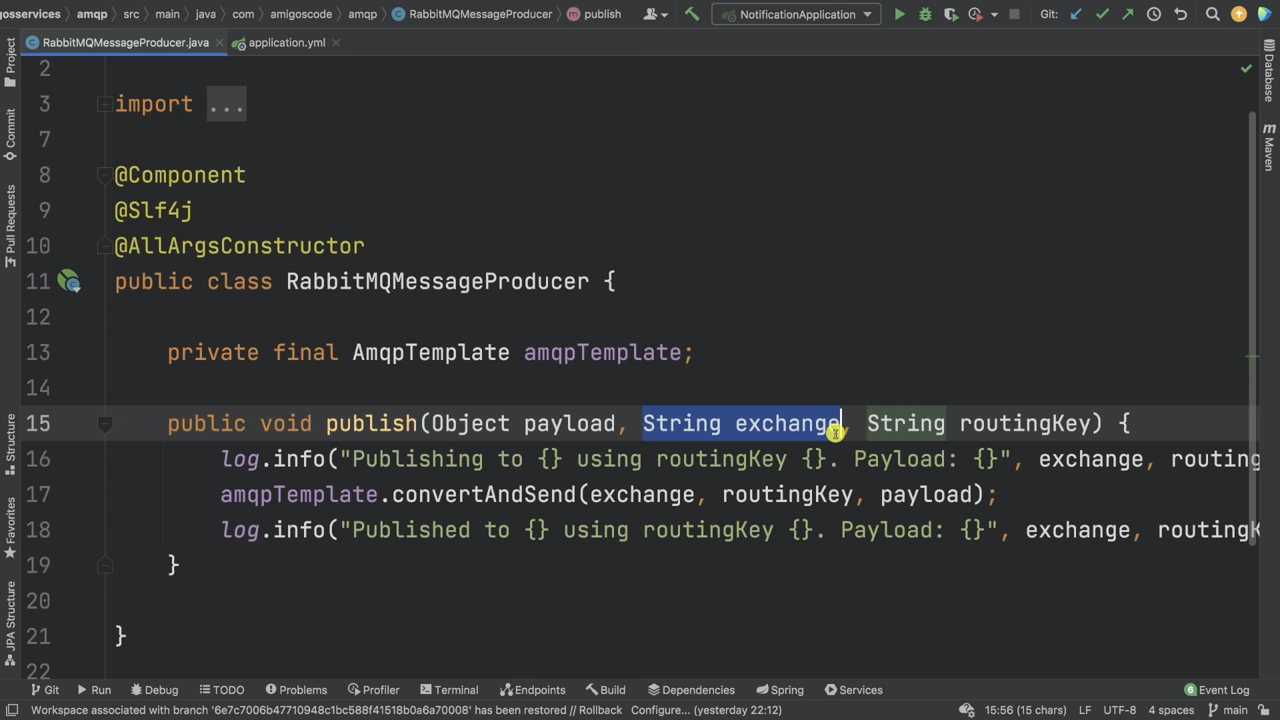 gosservices › amqp › src › main › java › com › amigoscode › amqp › RabbitMQMessageProducer › publish NotificationApplication Git:
RabbitMQMessageProducer.java application.yml
Project
Commit
Pull Requests
Structure
Favorites
JPA Structure
Database
Maven
2
3 import ...
7
8 @Component
9 @Slf4j
10 @AllArgsConstructor
11 public class RabbitMQMessageProducer {
12
13 private final AmqpTemplate amqpTemplate;
14
15 public void publish(Object payload, String exchange, String routingKey) {
16 log.info("Publishing to {} using routingKey {}. Payload: {}", exchange, routing
17 amqpTemplate.convertAndSend(exchange, routingKey, payload);
18 log.info("Published to {} using routingKey {}. Payload: {}", exchange, routingK
19 }
20
21 }
22
Git Run Debug TODO Problems Profiler Terminal Endpoints Build Dependencies Spring Services 6 Event Log
Workspace associated with branch '6e7c7006b47710948c1bc588f41518b0a6a70008' has been restored // Rollback Configure... (yesterday 22:12) 15:56 (15 chars) LF UTF-8 4 spaces main